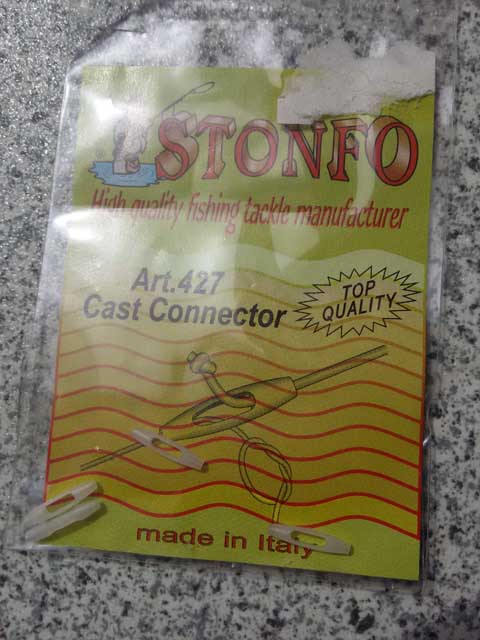 STONFO
High quality fishing tackle manufacturer
Art.427
Cast Connector
TOP
QUALITY
made in Italy